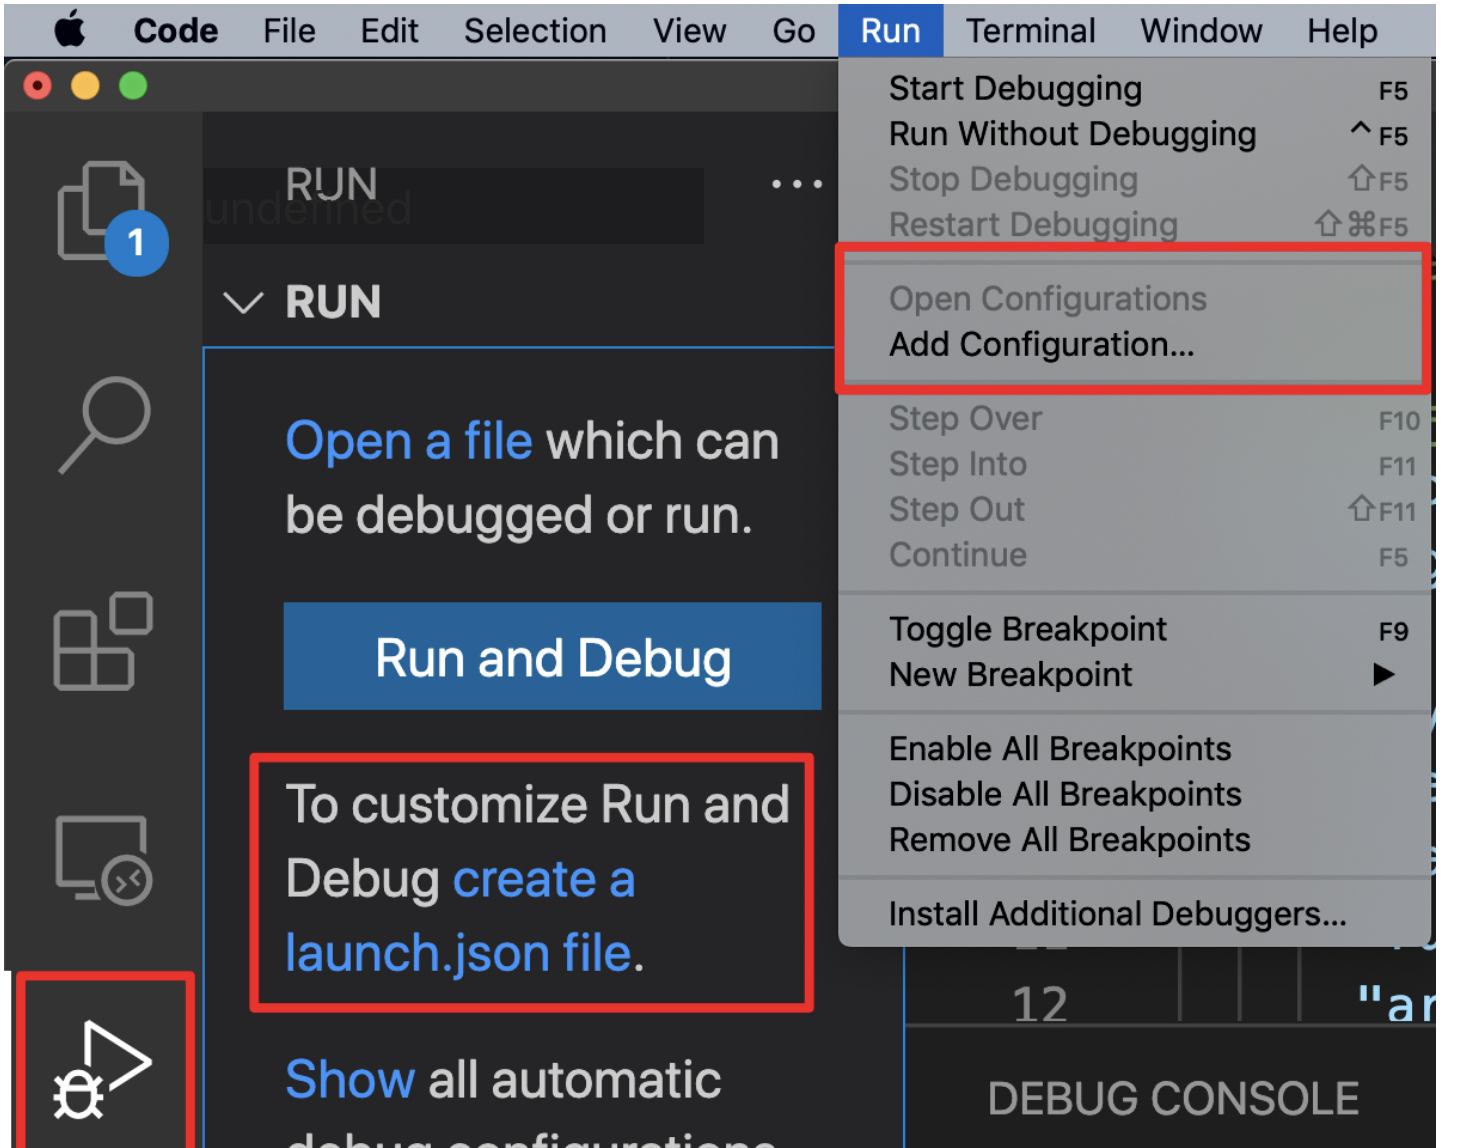 Code File Edit Selection View Go Run Terminal Window Help
RUN ...
undefined
1
RUN
Open a file which can
be debugged or run.
Run and Debug
To customize Run and
Debug create a
launch.json file.
Show all automatic
debug configurations
Start Debugging F5
Run Without Debugging ^ F5
Stop Debugging ⇧F5
Restart Debugging ⇧⌘F5
Open Configurations
Add Configuration...
Step Over F10
Step Into F11
Step Out ⇧F11
Continue F5
Toggle Breakpoint F9
New Breakpoint ▶
Enable All Breakpoints
Disable All Breakpoints
Remove All Breakpoints
Install Additional Debuggers...
12 "ar
DEBUG CONSOLE